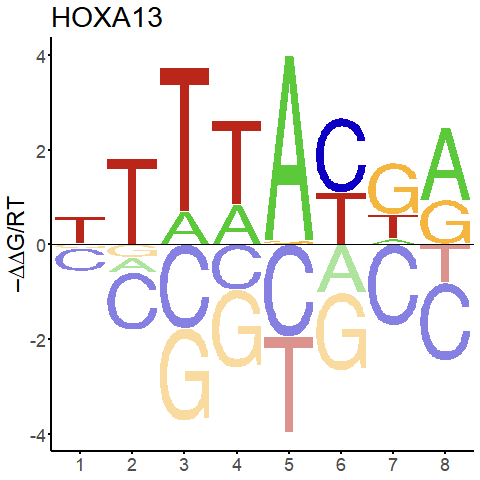 HOXA13
−ΔΔG/RT
4
2
0
-2
-4
T T T T A C G A
A A T T G
C G C C C A C T
A G G T G C
C
1 2 3 4 5 6 7 8